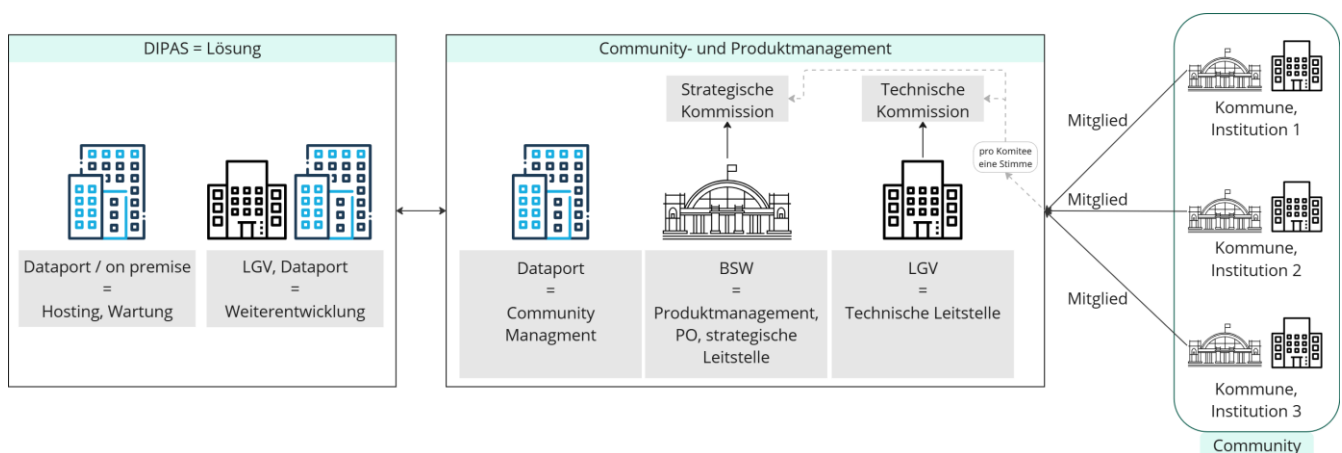 DIPAS = Lösung
Dataport / on premise
=
Hosting, Wartung
LGV, Dataport
=
Weiterentwicklung
Community- und Produktmanagement
Strategische
Kommission
Technische
Kommission
pro Komitee
eine Stimme
Dataport
=
Community
Managment
BSW
=
Produktmanagement,
PO, strategische
Leitstelle
LGV
=
Technische Leitstelle
Mitglied
Mitglied
Mitglied
Kommune,
Institution 1
Kommune,
Institution 2
Kommune,
Institution 3
Community